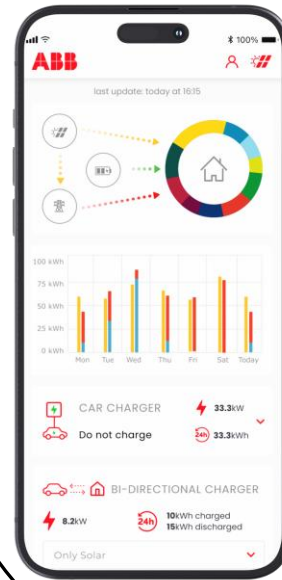 100%
ABB
last update: today at 16:15
100 kWh
75 kWh
50 kWh
25 kWh
0 kWh
Mon Tue Wed Thu Fri Sat Today
CAR CHARGER
33.3kW
Do not charge
24h 33.3kWh
BI-DIRECTIONAL CHARGER
8.2kW
24h
10kWh charged
15kWh discharged
Only Solar